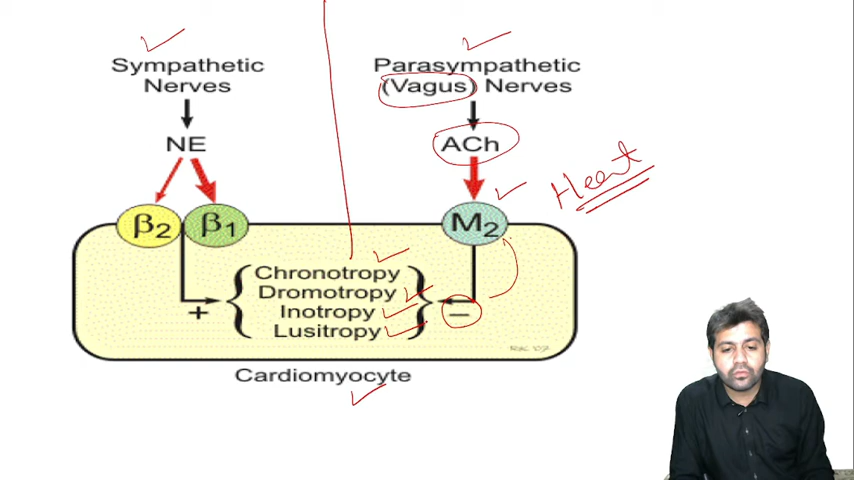 Sympathetic
Nerves
NE
β2 β1
Parasympathetic
(Vagus) Nerves
ACh
M2
Heart
Chronotropy
Dromotropy
Inotropy
Lusitropy
+
−
Cardiomyocyte